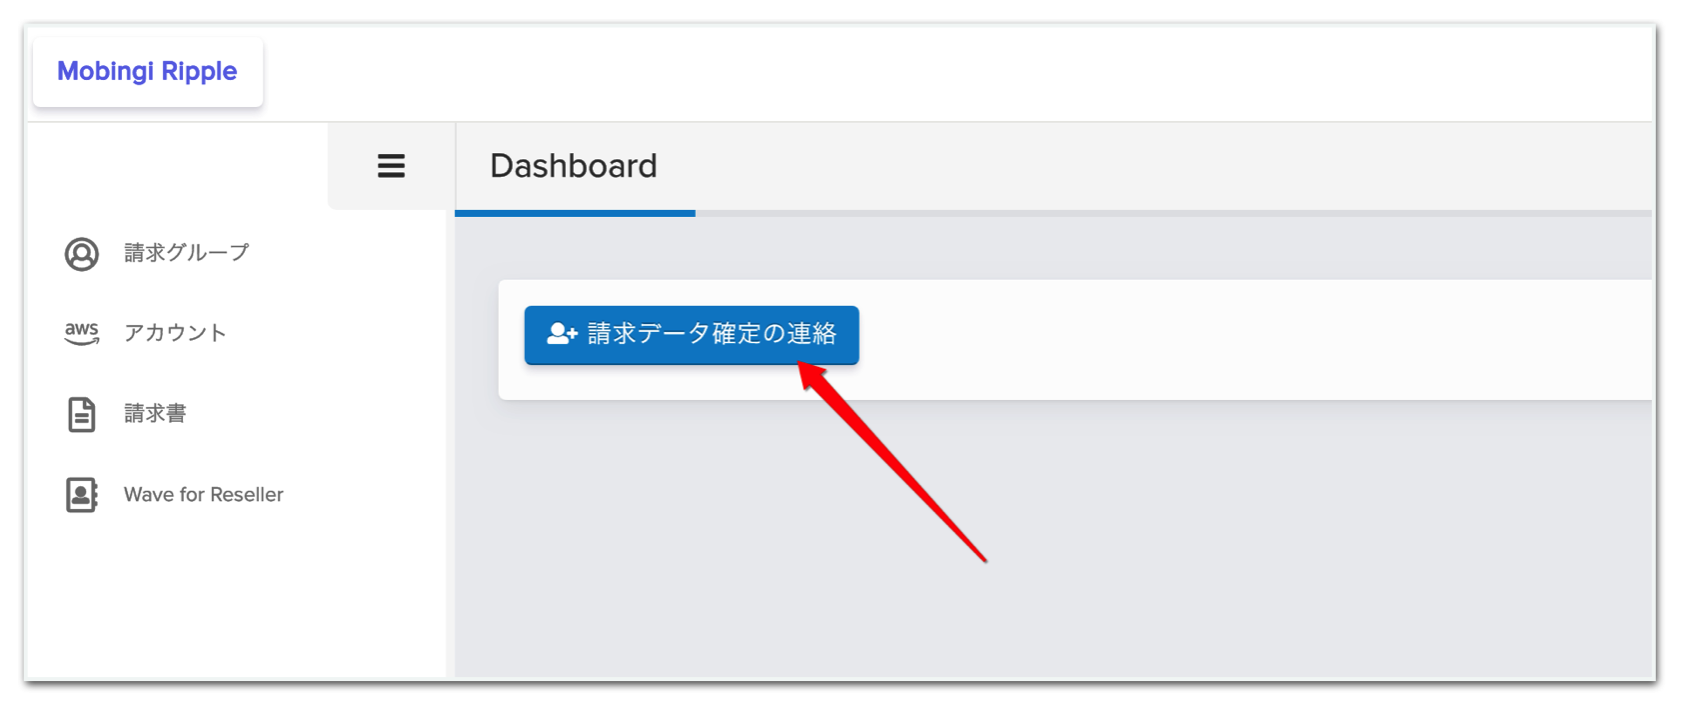 Mobingi Ripple
Dashboard
請求グループ
aws アカウント
請求書
Wave for Reseller
請求データ確定の連絡